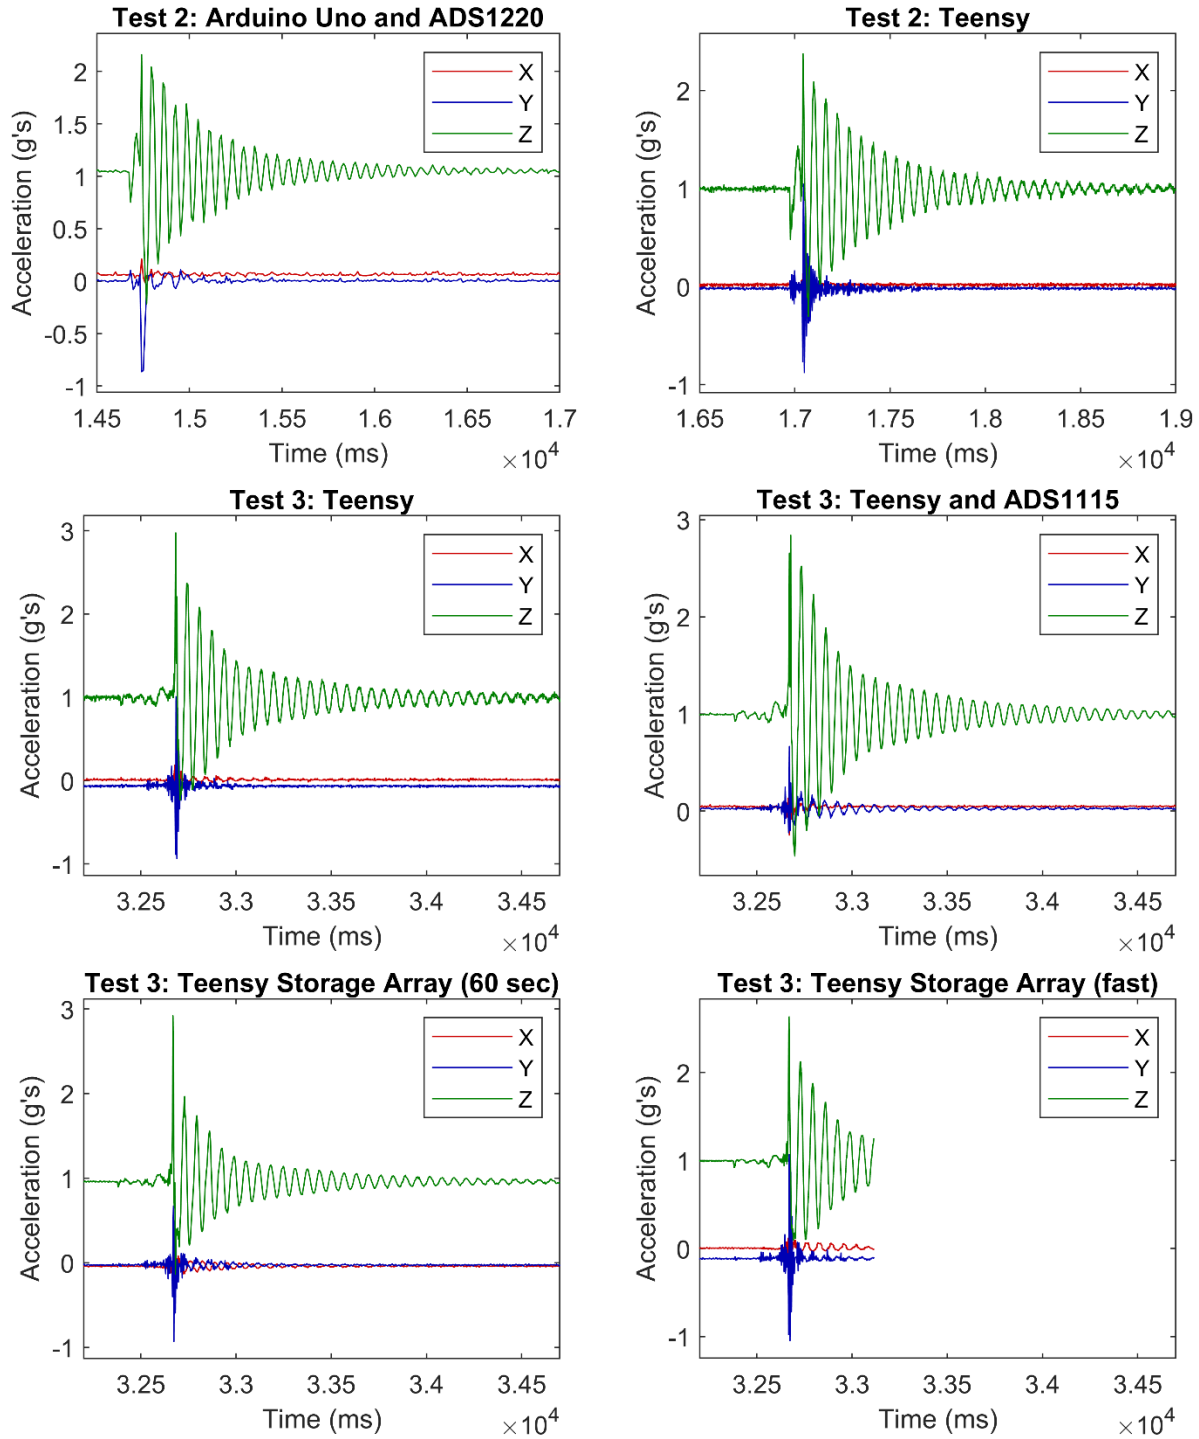 Test 2: Arduino Uno and ADS1220
Acceleration (g's)
2
1.5
1
0.5
0
-0.5
-1
X
Y
Z
1.45 1.5 1.55 1.6 1.65 1.7
Time (ms)
×10^4
Test 2: Teensy
Acceleration (g's)
2
1
0
-1
X
Y
Z
1.65 1.7 1.75 1.8 1.85 1.9
Time (ms)
×10^4
Test 3: Teensy
Acceleration (g's)
3
2
1
0
-1
X
Y
Z
3.25 3.3 3.35 3.4 3.45
Time (ms)
×10^4
Test 3: Teensy and ADS1115
Acceleration (g's)
3
2
1
0
X
Y
Z
3.25 3.3 3.35 3.4 3.45
Time (ms)
×10^4
Test 3: Teensy Storage Array (60 sec)
Acceleration (g's)
3
2
1
0
-1
X
Y
Z
3.25 3.3 3.35 3.4 3.45
Time (ms)
×10^4
Test 3: Teensy Storage Array (fast)
Acceleration (g's)
2
1
0
-1
X
Y
Z
3.25 3.3 3.35 3.4 3.45
Time (ms)
×10^4